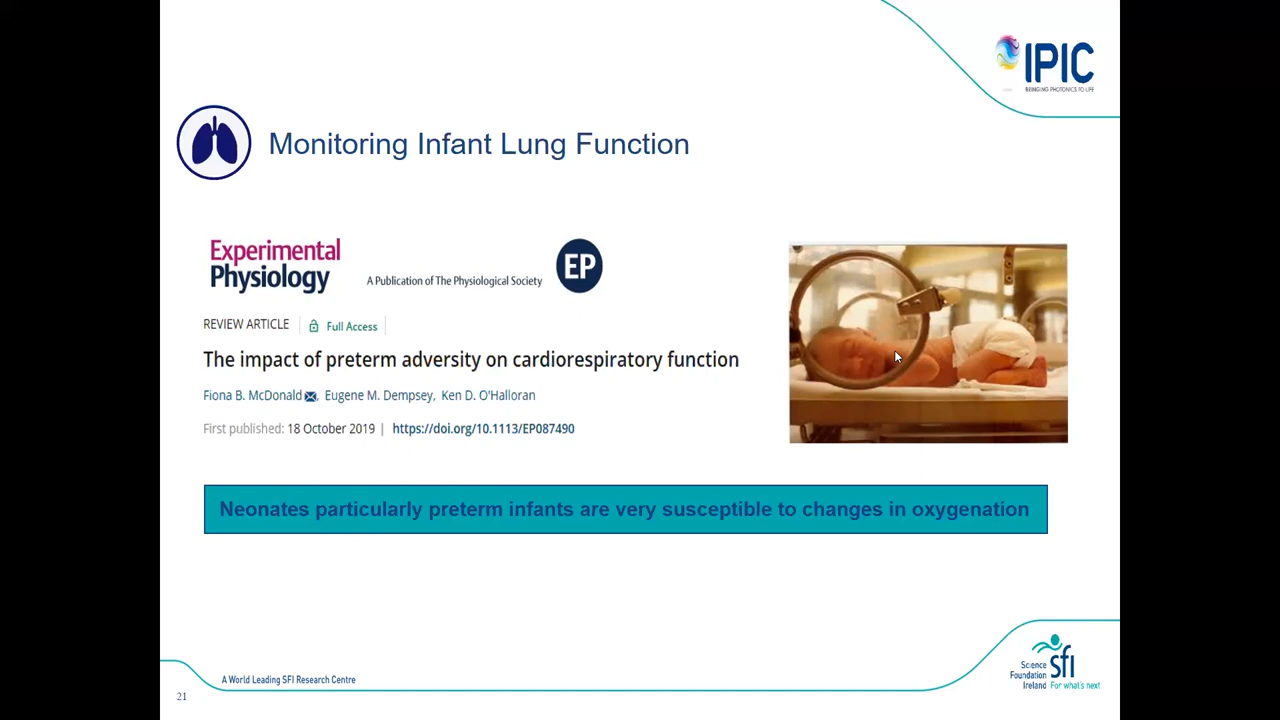 IPIC
BRINGING PHOTONICS TO LIFE
Monitoring Infant Lung Function
Experimental
Physiology
A Publication of The Physiological Society
EP
REVIEW ARTICLE
Full Access
The impact of preterm adversity on cardiorespiratory function
Fiona B. McDonald, Eugene M. Dempsey, Ken D. O'Halloran
First published: 18 October 2019 | https://doi.org/10.1113/EP087490
Neonates particularly preterm infants are very susceptible to changes in oxygenation
A World Leading SFI Research Centre
Science
Foundation
Ireland
sfi
For what's next
21